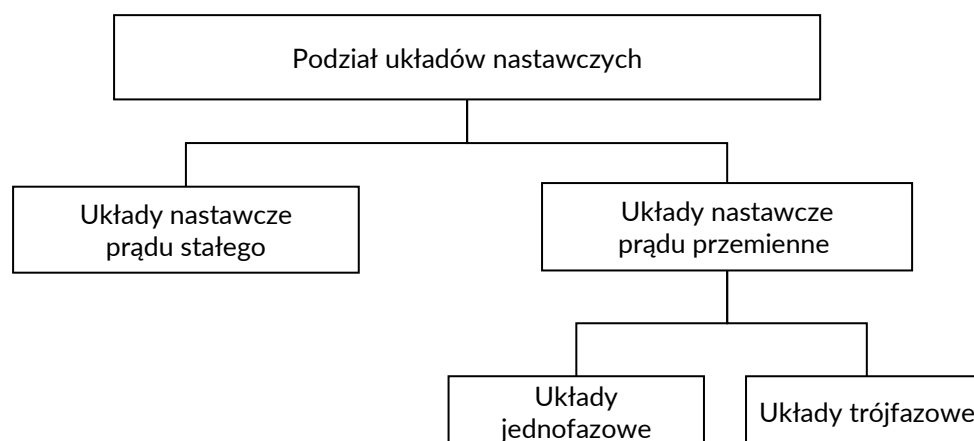 Podział układów nastawczych
Układy nastawcze
prądu stałego
Układy nastawcze
prądu przemienne
Układy
jednofazowe
Układy trójfazowe